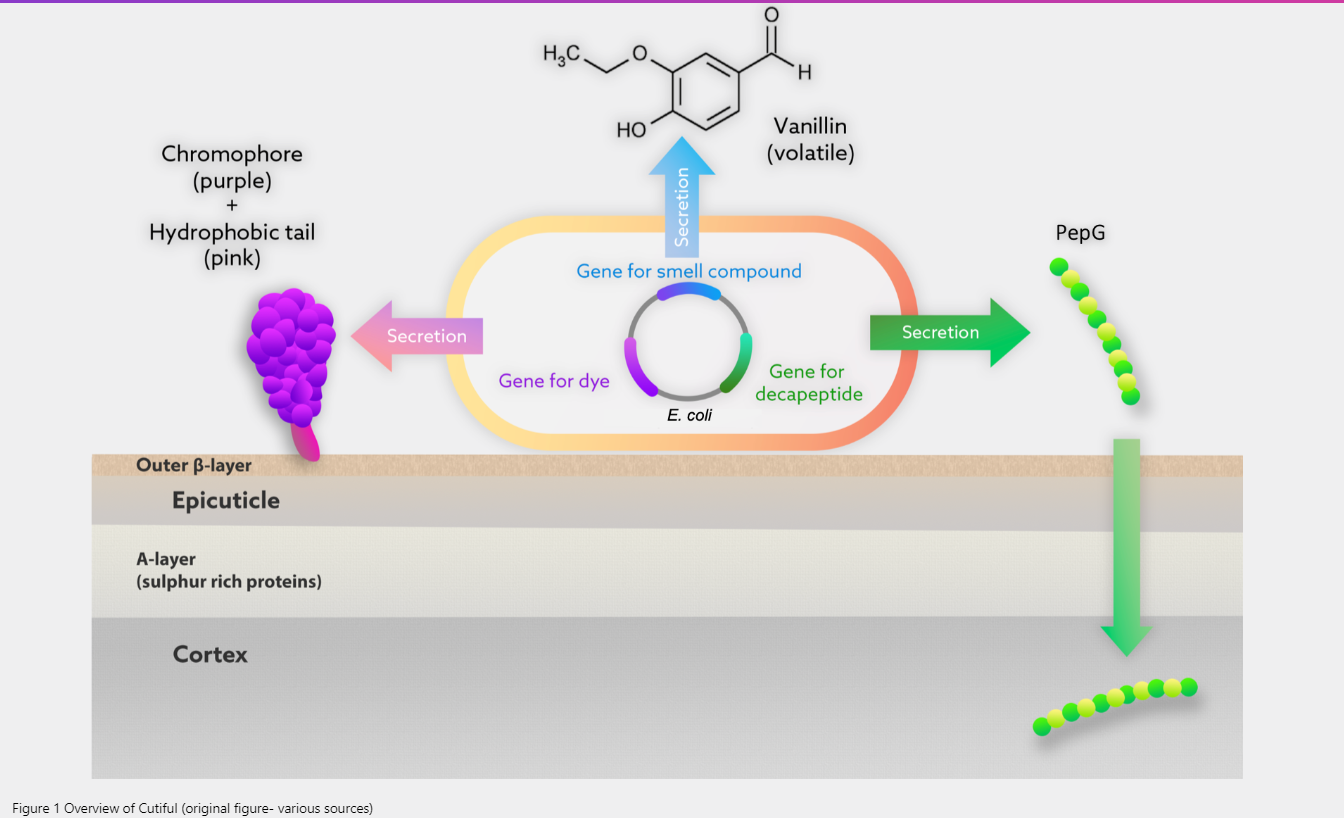 O
H₃C
O
H
HO
Vanillin
(volatile)
Chromophore
(purple)
+
Hydrophobic tail
(pink)
Secretion
PepG
Gene for smell compound
Secretion
Secretion
Gene for dye
Gene for
decapeptide
E. coli
Outer β-layer
Epicuticle
A-layer
(sulphur rich proteins)
Cortex
Figure 1 Overview of Cutiful (original figure- various sources)